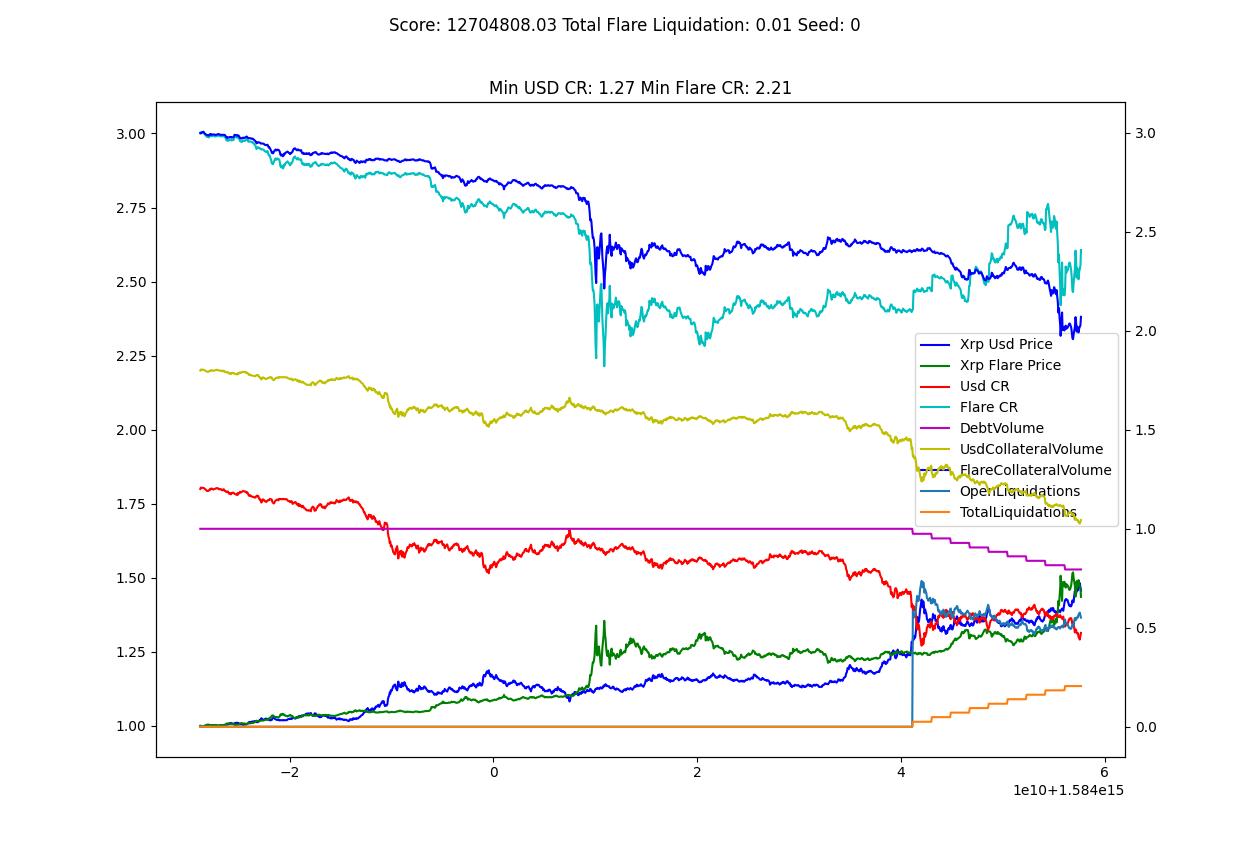 Score: 12704808.03 Total Flare Liquidation: 0.01 Seed: 0
Min USD CR: 1.27 Min Flare CR: 2.21
3.00
2.75
2.50
2.25
2.00
1.75
1.50
1.25
1.00
3.0
2.5
2.0
1.5
1.0
0.5
0.0
Xrp Usd Price
Xrp Flare Price
Usd CR
Flare CR
DebtVolume
UsdCollateralVolume
FlareCollateralVolume
OpenLiquidations
TotalLiquidations
−2 0 2 4 6
1e10+1.584e15